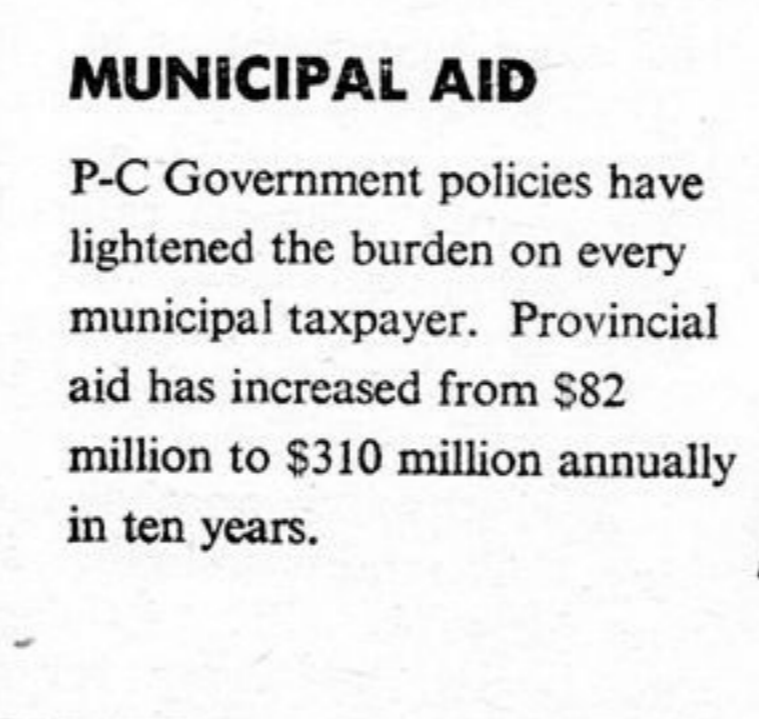 MUNICIPAL AID
P-C Government policies have
lightened the burden on every
municipal taxpayer. Provincial
aid has increased from $82
million to $310 million annually
in ten years.